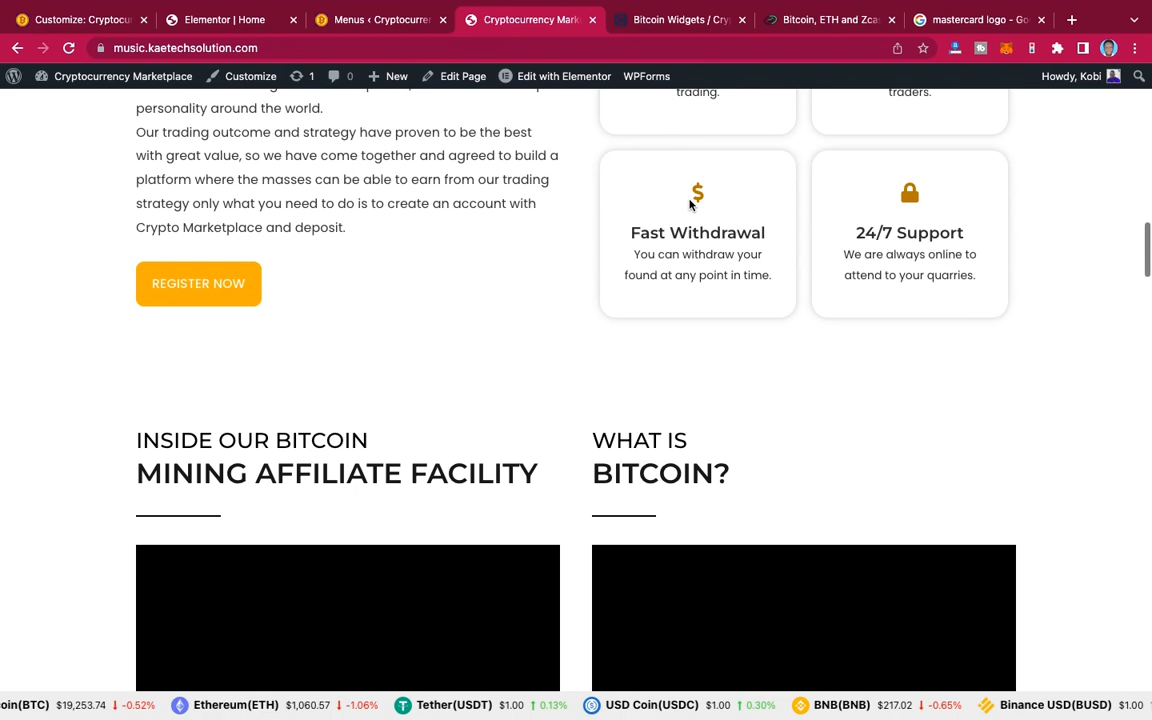 Cryptocurrency Marketplace
Customize: Cryptocur
Elementor | Home
Menus ‹ Cryptocurrer
Cryptocurrency Mark
Bitcoin Widgets / Cry
Bitcoin, ETH and Zcas
mastercard logo - Go
music.kaetechsolution.com
Cryptocurrency Marketplace
Customize
1
0
New
Edit Page
Edit with Elementor
WPForms
Howdy, Kobi
personality around the world.
Our trading outcome and strategy have proven to be the best
with great value, so we have come together and agreed to build a
platform where the masses can be able to earn from our trading
strategy only what you need to do is to create an account with
Crypto Marketplace and deposit.
REGISTER NOW
trading.
traders.
Fast Withdrawal
You can withdraw your
found at any point in time.
24/7 Support
We are always online to
attend to your quarries.
INSIDE OUR BITCOIN
MINING AFFILIATE FACILITY
WHAT IS
BITCOIN?
coin(BTC) $19,253.74 ↓ -0.52% Ethereum(ETH) $1,060.57 ↓ -1.06% Tether(USDT) $1.00 ↑ 0.13% USD Coin(USDC) $1.00 ↑ 0.30% BNB(BNB) $217.02 ↓ -0.65% Binance USD(BUSD) $1.00